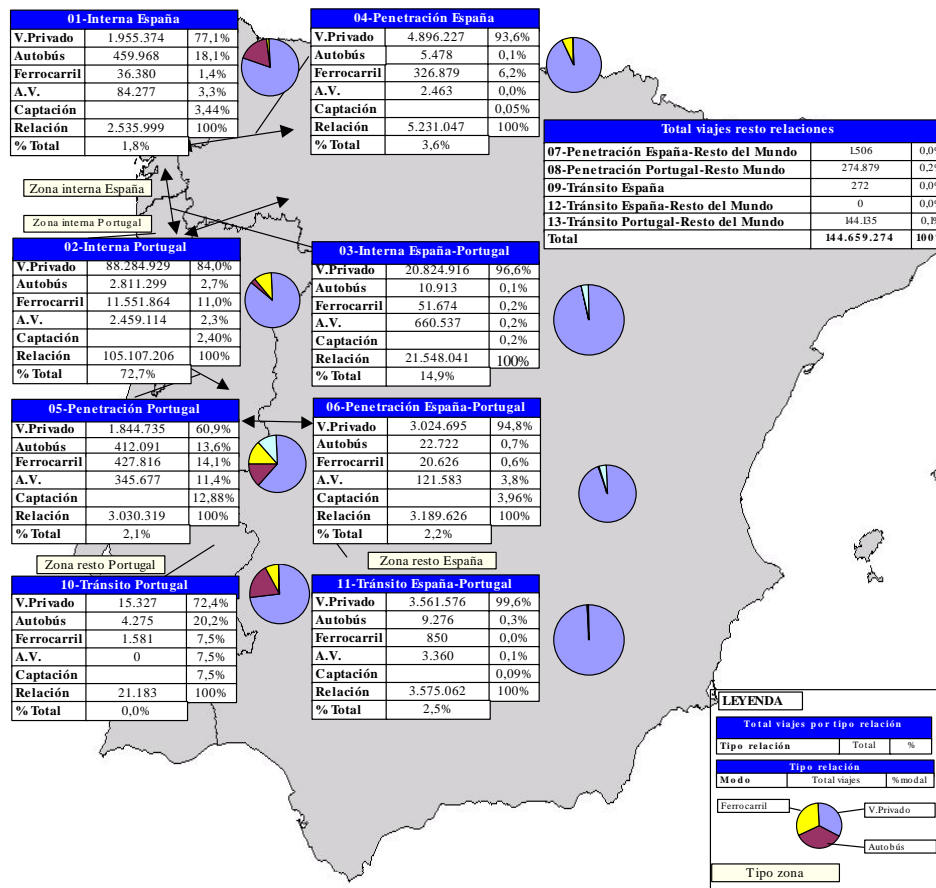 01-Interna España
V.Privado 1.955.374 77,1%
Autobús 459.968 18,1%
Ferrocarril 36.380 1,4%
A.V. 84.277 3,3%
Captación 3,44%
Relación 2.535.999 100%
% Total 1,8%
04-Penetración España
V.Privado 4.896.227 93,6%
Autobús 5.478 0,1%
Ferrocarril 326.879 6,2%
A.V. 2.463 0,0%
Captación 0,05%
Relación 5.231.047 100%
% Total 3,6%
Total viajes resto relaciones
07-Penetración España-Resto del Mundo 1.506 0,0%
08-Penetración Portugal-Resto Mundo 274.879 0,2%
09-Tránsito España 272 0,0%
12-Tránsito España-Resto del Mundo 0 0,0%
13-Tránsito Portugal-Resto del Mundo 144.135 0,1%
Total 144.659.274 100%
Zona interna España
Zona interna Portugal
02-Interna Portugal
V.Privado 88.284.929 84,0%
Autobús 2.811.299 2,7%
Ferrocarril 11.551.864 11,0%
A.V. 2.459.114 2,3%
Captación 2,40%
Relación 105.107.206 100%
% Total 72,7%
03-Interna España-Portugal
V.Privado 20.824.916 96,6%
Autobús 10.913 0,1%
Ferrocarril 51.674 0,2%
A.V. 660.537 0,2%
Captación 0,2%
Relación 21.548.041 100%
% Total 14,9%
05-Penetración Portugal
V.Privado 1.844.735 60,9%
Autobús 412.091 13,6%
Ferrocarril 427.816 14,1%
A.V. 345.677 11,4%
Captación 12,88%
Relación 3.030.319 100%
% Total 2,1%
06-Penetración España-Portugal
V.Privado 3.024.695 94,8%
Autobús 22.722 0,7%
Ferrocarril 20.626 0,6%
A.V. 121.583 3,8%
Captación 3,96%
Relación 3.189.626 100%
% Total 2,2%
Zona resto Portugal
Zona resto España
10-Tránsito Portugal
V.Privado 15.327 72,4%
Autobús 4.275 20,2%
Ferrocarril 1.581 7,5%
A.V. 0 7,5%
Captación 7,5%
Relación 21.183 100%
% Total 0,0%
11-Tránsito España-Portugal
V.Privado 3.561.576 99,6%
Autobús 9.276 0,3%
Ferrocarril 850 0,0%
A.V. 3.360 0,1%
Captación 0,09%
Relación 3.575.062 100%
% Total 2,5%
LEYENDA
Total viajes por tipo relación
Tipo relación Total %
Tipo relación
Modo Total viajes %modal
Ferrocarril
V.Privado
Autobús
Tipo zona